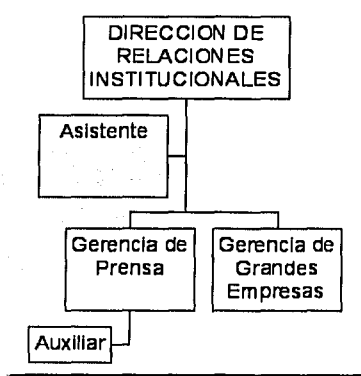 DIRECCION DE
RELACIONES
INSTITUCIONALES
Asistente
Gerencia de
Prensa
Gerencia de
Grandes
Empresas
Auxiliar